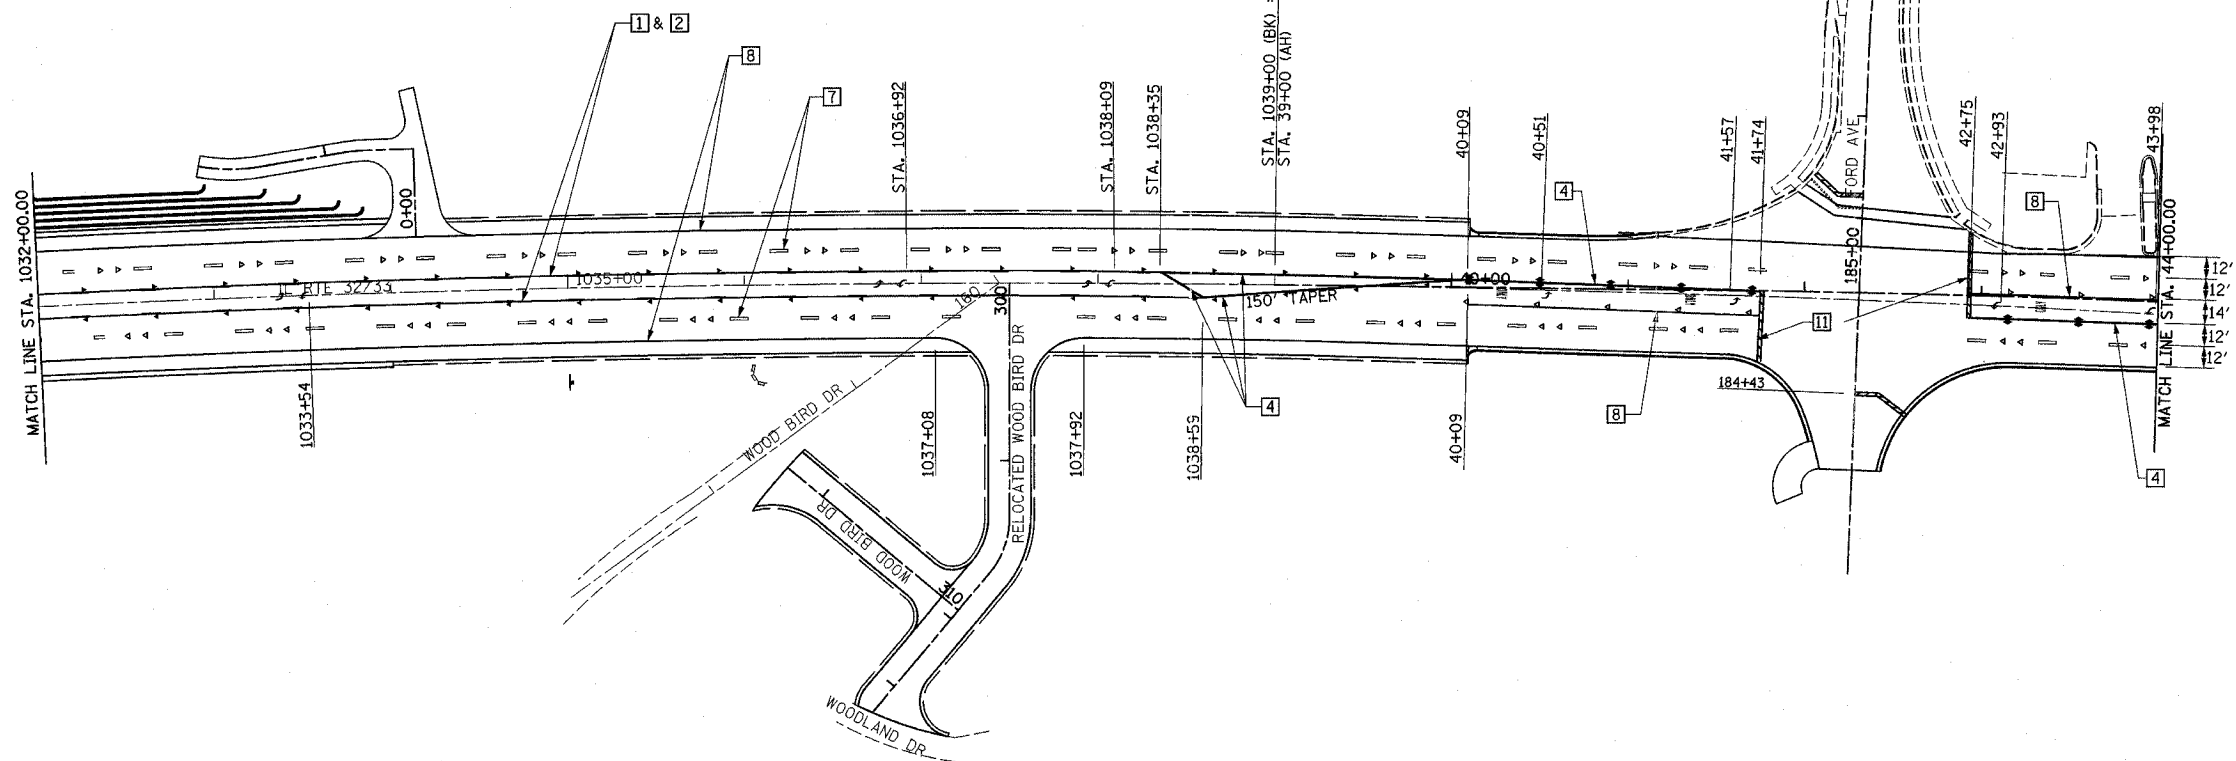 1 & 2
8
7
STA. 1036+92
STA. 1038+09
STA. 1038+35
STA. 1039+00 (BK) =
STA. 39+00 (AH)
40+09
40+51
4
41+57
41+74
FORD AVE
42+75
42+93
8
43+98
MATCH LINE STA. 1032+00.00
0+00
IL RTE 32/33
1035+00
160
300
150' TAPER
40+00
185+00
11
12'
12'
14'
12'
12'
MATCH LINE STA. 44+00.00
1033+54
WOOD BIRD DR
1037+08
RELOCATED WOOD BIRD DR
1037+92
1038+59
4
40+09
8
184+43
4
WOOD BIRD DR
310
WOODLAND DR